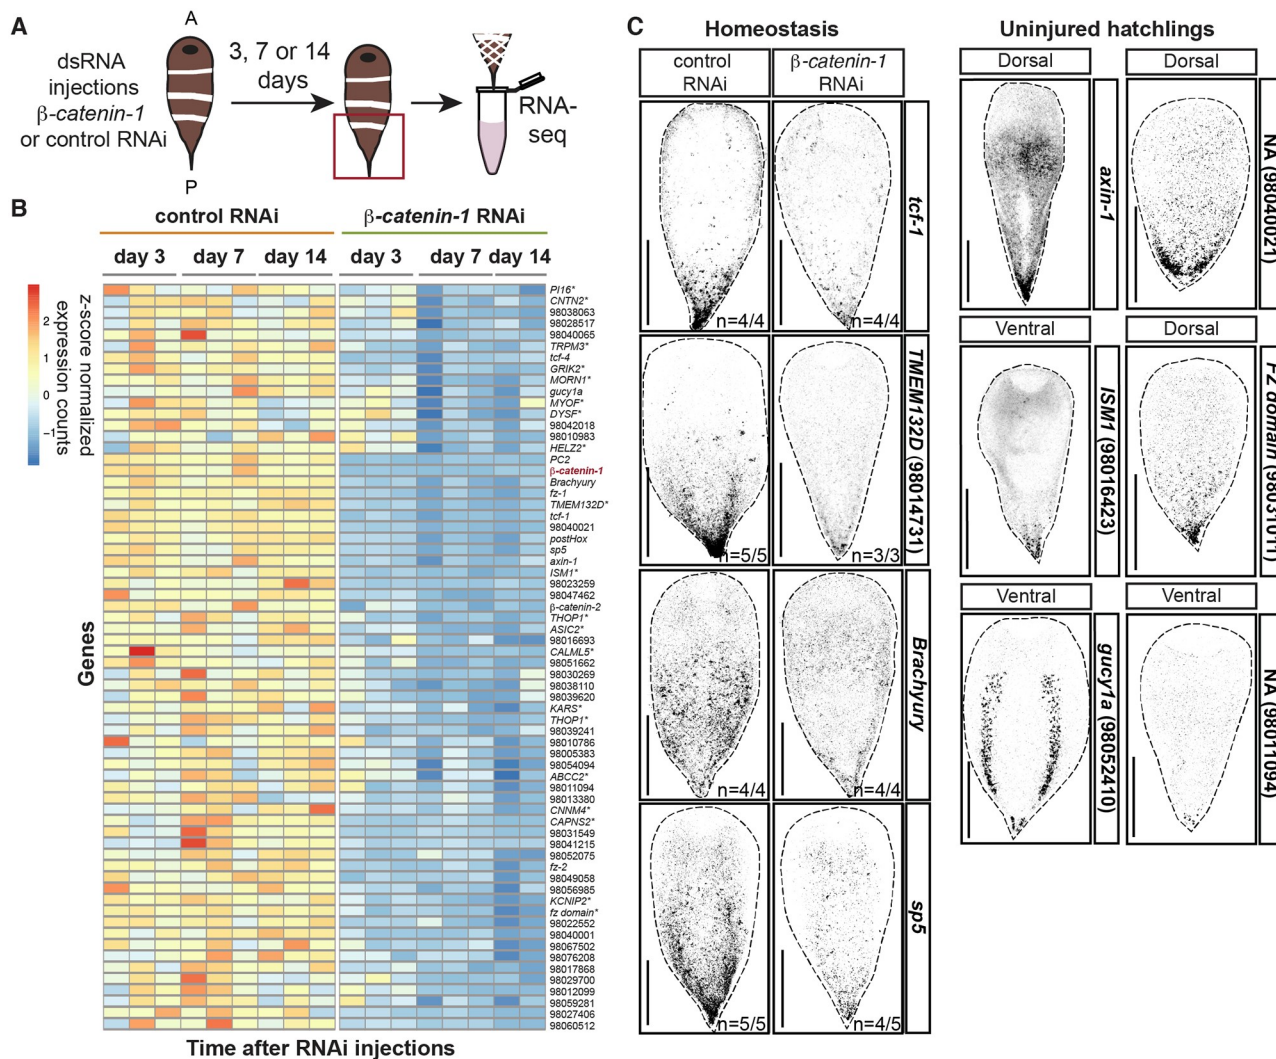 A
dsRNA
injections
β-catenin-1
or control RNAi
A
P
3, 7 or 14
days
RNA-
seq
B
control RNAi
β-catenin-1 RNAi
day 3
day 7
day 14
day 3
day 7
day 14
z-score normalized
expression counts
2
1
0
−1
Genes
PI16*
CNTN2*
98038063
98028517
98040065
TRPM3*
tcf-4
GRIK2*
MORN1*
gucy1a
MYOF*
DYSF*
98042018
98010983
HELZ2*
PC2
β-catenin-1
Brachyury
fz-1
TMEM132D*
tcf-1
98040021
postHox
sp5
axin-1
ISM1*
98023259
98047462
β-catenin-2
THOP1*
ASIC2*
98016693
CALML5*
98051662
98030269
98038110
98039620
KARS*
THOP1*
98039241
98010786
98005383
98054094
ABCC2*
98011094
98013380
CNNM4*
CAPNS2*
98031549
98041215
98052075
fz-2
98049058
98056985
KCNIP2*
fz domain*
98022552
98040001
98067502
98076208
98017868
98029700
98012099
98059281
98027406
98060512
Time after RNAi injections
C
Homeostasis
control
RNAi
β-catenin-1
RNAi
n=4/4
n=4/4
tcf-1
n=5/5
n=3/3
TMEM132D (98014731)
n=4/4
n=4/4
Brachyury
n=5/5
n=4/5
sp5
Uninjured hatchlings
Dorsal
axin-1
Dorsal
NA (98040021)
Ventral
ISM1 (98016423)
Dorsal
Fz domain (98031011)
Ventral
gucy1a (98052410)
Ventral
NA (98011094)